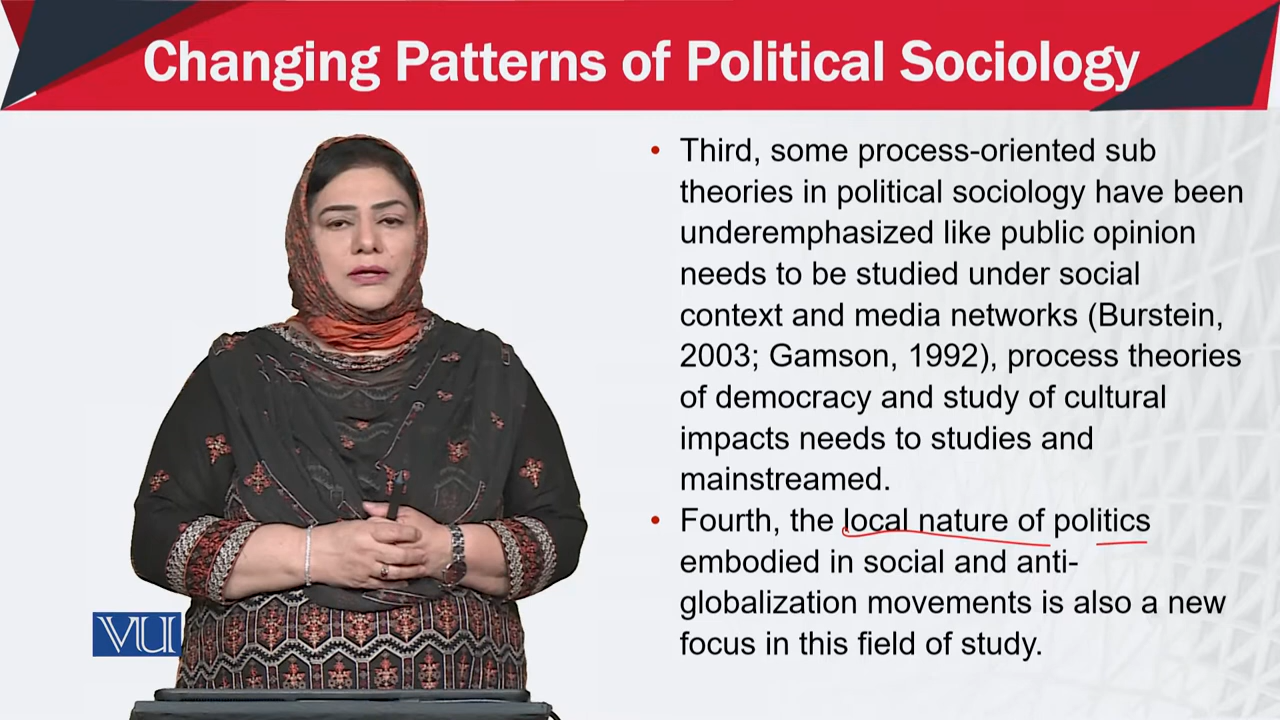 Changing Patterns of Political Sociology
• Third, some process-oriented sub
theories in political sociology have been
underemphasized like public opinion
needs to be studied under social
context and media networks (Burstein,
2003; Gamson, 1992), process theories
of democracy and study of cultural
impacts needs to studies and
mainstreamed.
• Fourth, the local nature of politics
embodied in social and anti-
globalization movements is also a new
focus in this field of study.
VU